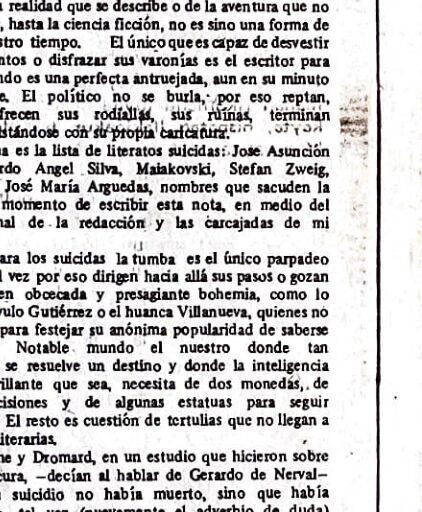 realidad que se describe o de la aventura que no
hasta la ciencia ficción, no es sino una forma de
stro tiempo. El único que es capaz de desvestir
ntos o disfrazar sus varonías es el escritor para
ndo es una perfecta antruejada, aun en su minuto
e. El político no se burla, por eso reptan,
frecen sus rodillas, sus ruinas, terminan
stándose con su propia caricatura.
a es la lista de literatos suicidas: Jose Asunción
rdo Angel Silva, Maiakovski, Stefan Zweig,
José María Arguedas, nombres que sacuden la
momento de escribir esta nota, en medio del
nal de la redacción y las carcajadas de mi
ara los suicidas la tumba es el único parpadeo
l vez por eso dirigen hacia allá sus pasos o gozan
en obcecada y presagiante bohemia, como lo
vulo Gutiérrez o el huanca Villanueva, quienes no
para festejar su anónima popularidad de saberse
Notable mundo el nuestro donde tan
se resuelve un destino y donde la inteligencia
rillante que sea, necesita de dos monedas, de
cisiones y de algunas estatuas para seguir
El resto es cuestión de tertulias que no llegan a
iterarias.
ne y Dromard, en un estudio que hicieron sobre
cura, —decían al hablar de Gerardo de Nerval—
suicidio no había muerto, sino que había
tal vez (nuevamente el adverbio de duda)